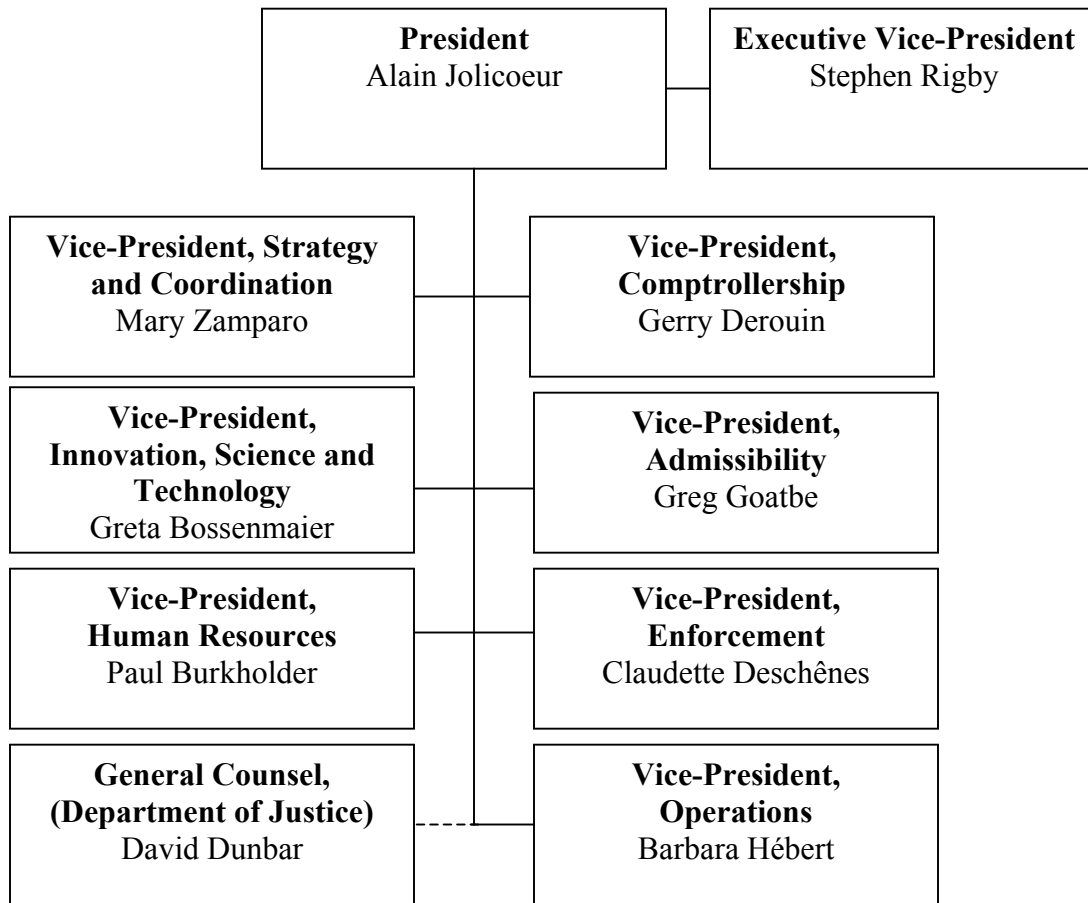 President
Alain Jolicoeur
Executive Vice-President
Stephen Rigby
Vice-President, Strategy
and Coordination
Mary Zamparo
Vice-President,
Comptrollership
Gerry Derouin
Vice-President,
Innovation, Science and
Technology
Greta Bossenmaier
Vice-President,
Admissibility
Greg Goatbe
Vice-President,
Human Resources
Paul Burkholder
Vice-President,
Enforcement
Claudette Deschênes
General Counsel,
(Department of Justice)
David Dunbar
Vice-President,
Operations
Barbara Hébert